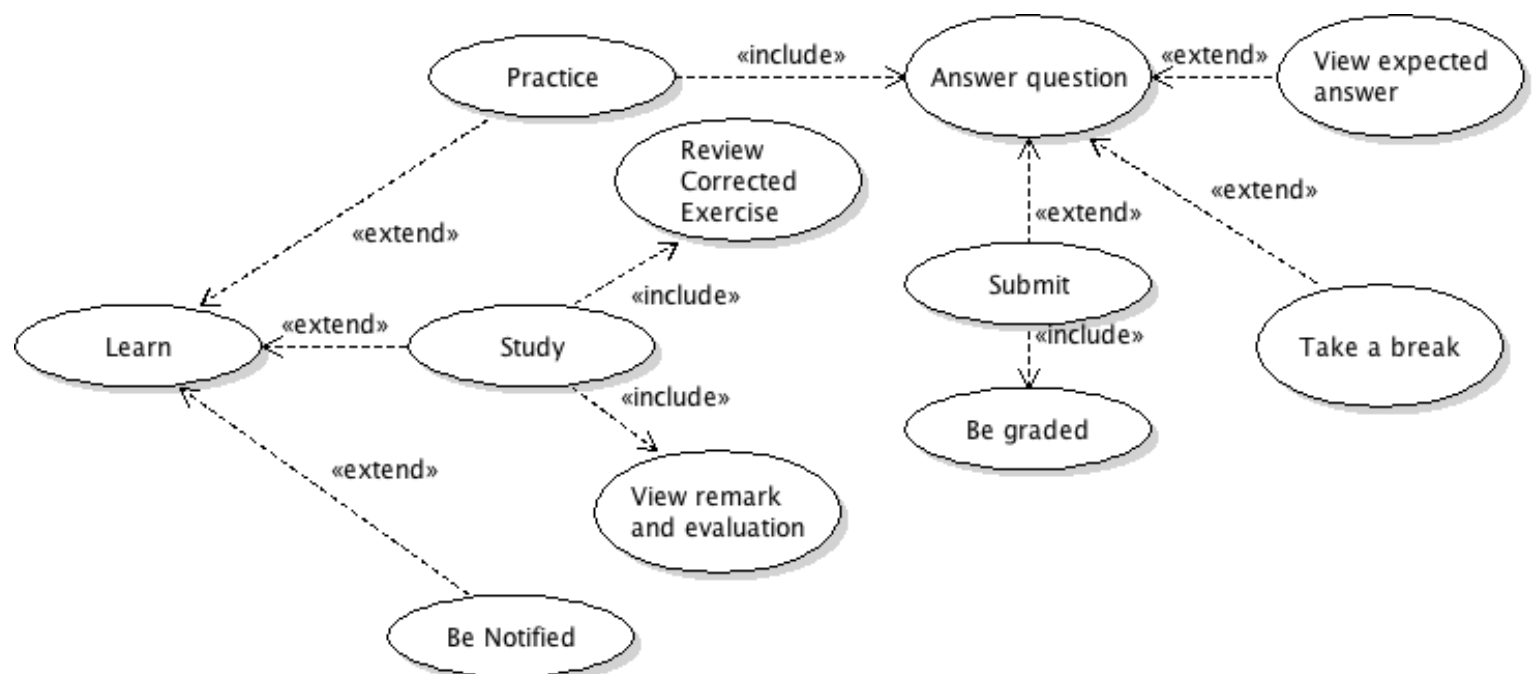 Practice
«include»
Answer question
«extend»
View expected
answer
Review
Corrected
Exercise
«extend»
«extend»
«extend»
«include»
Submit
«extend»
«include»
Learn
Study
Take a break
«include»
Be graded
«extend»
View remark
and evaluation
Be Notified